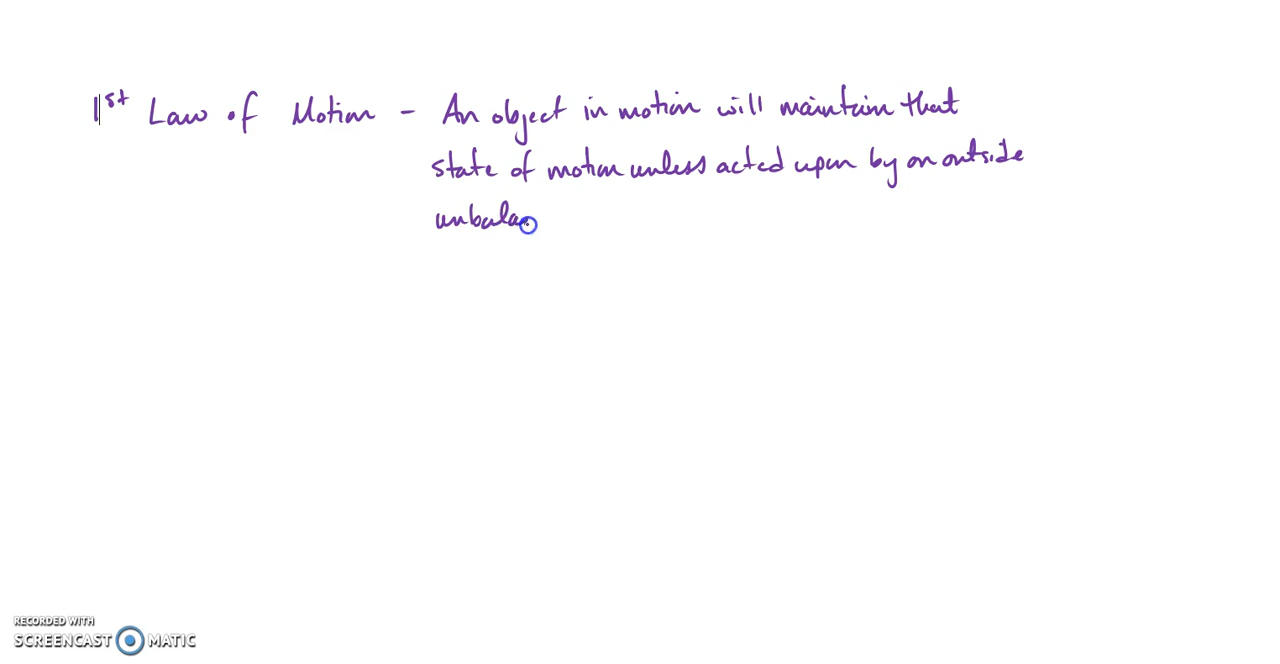 1st Law of Motion - An object in motion will maintain that
state of motion unless acted upon by an outside
unbala
RECORDED WITH
SCREENCAST MATIC